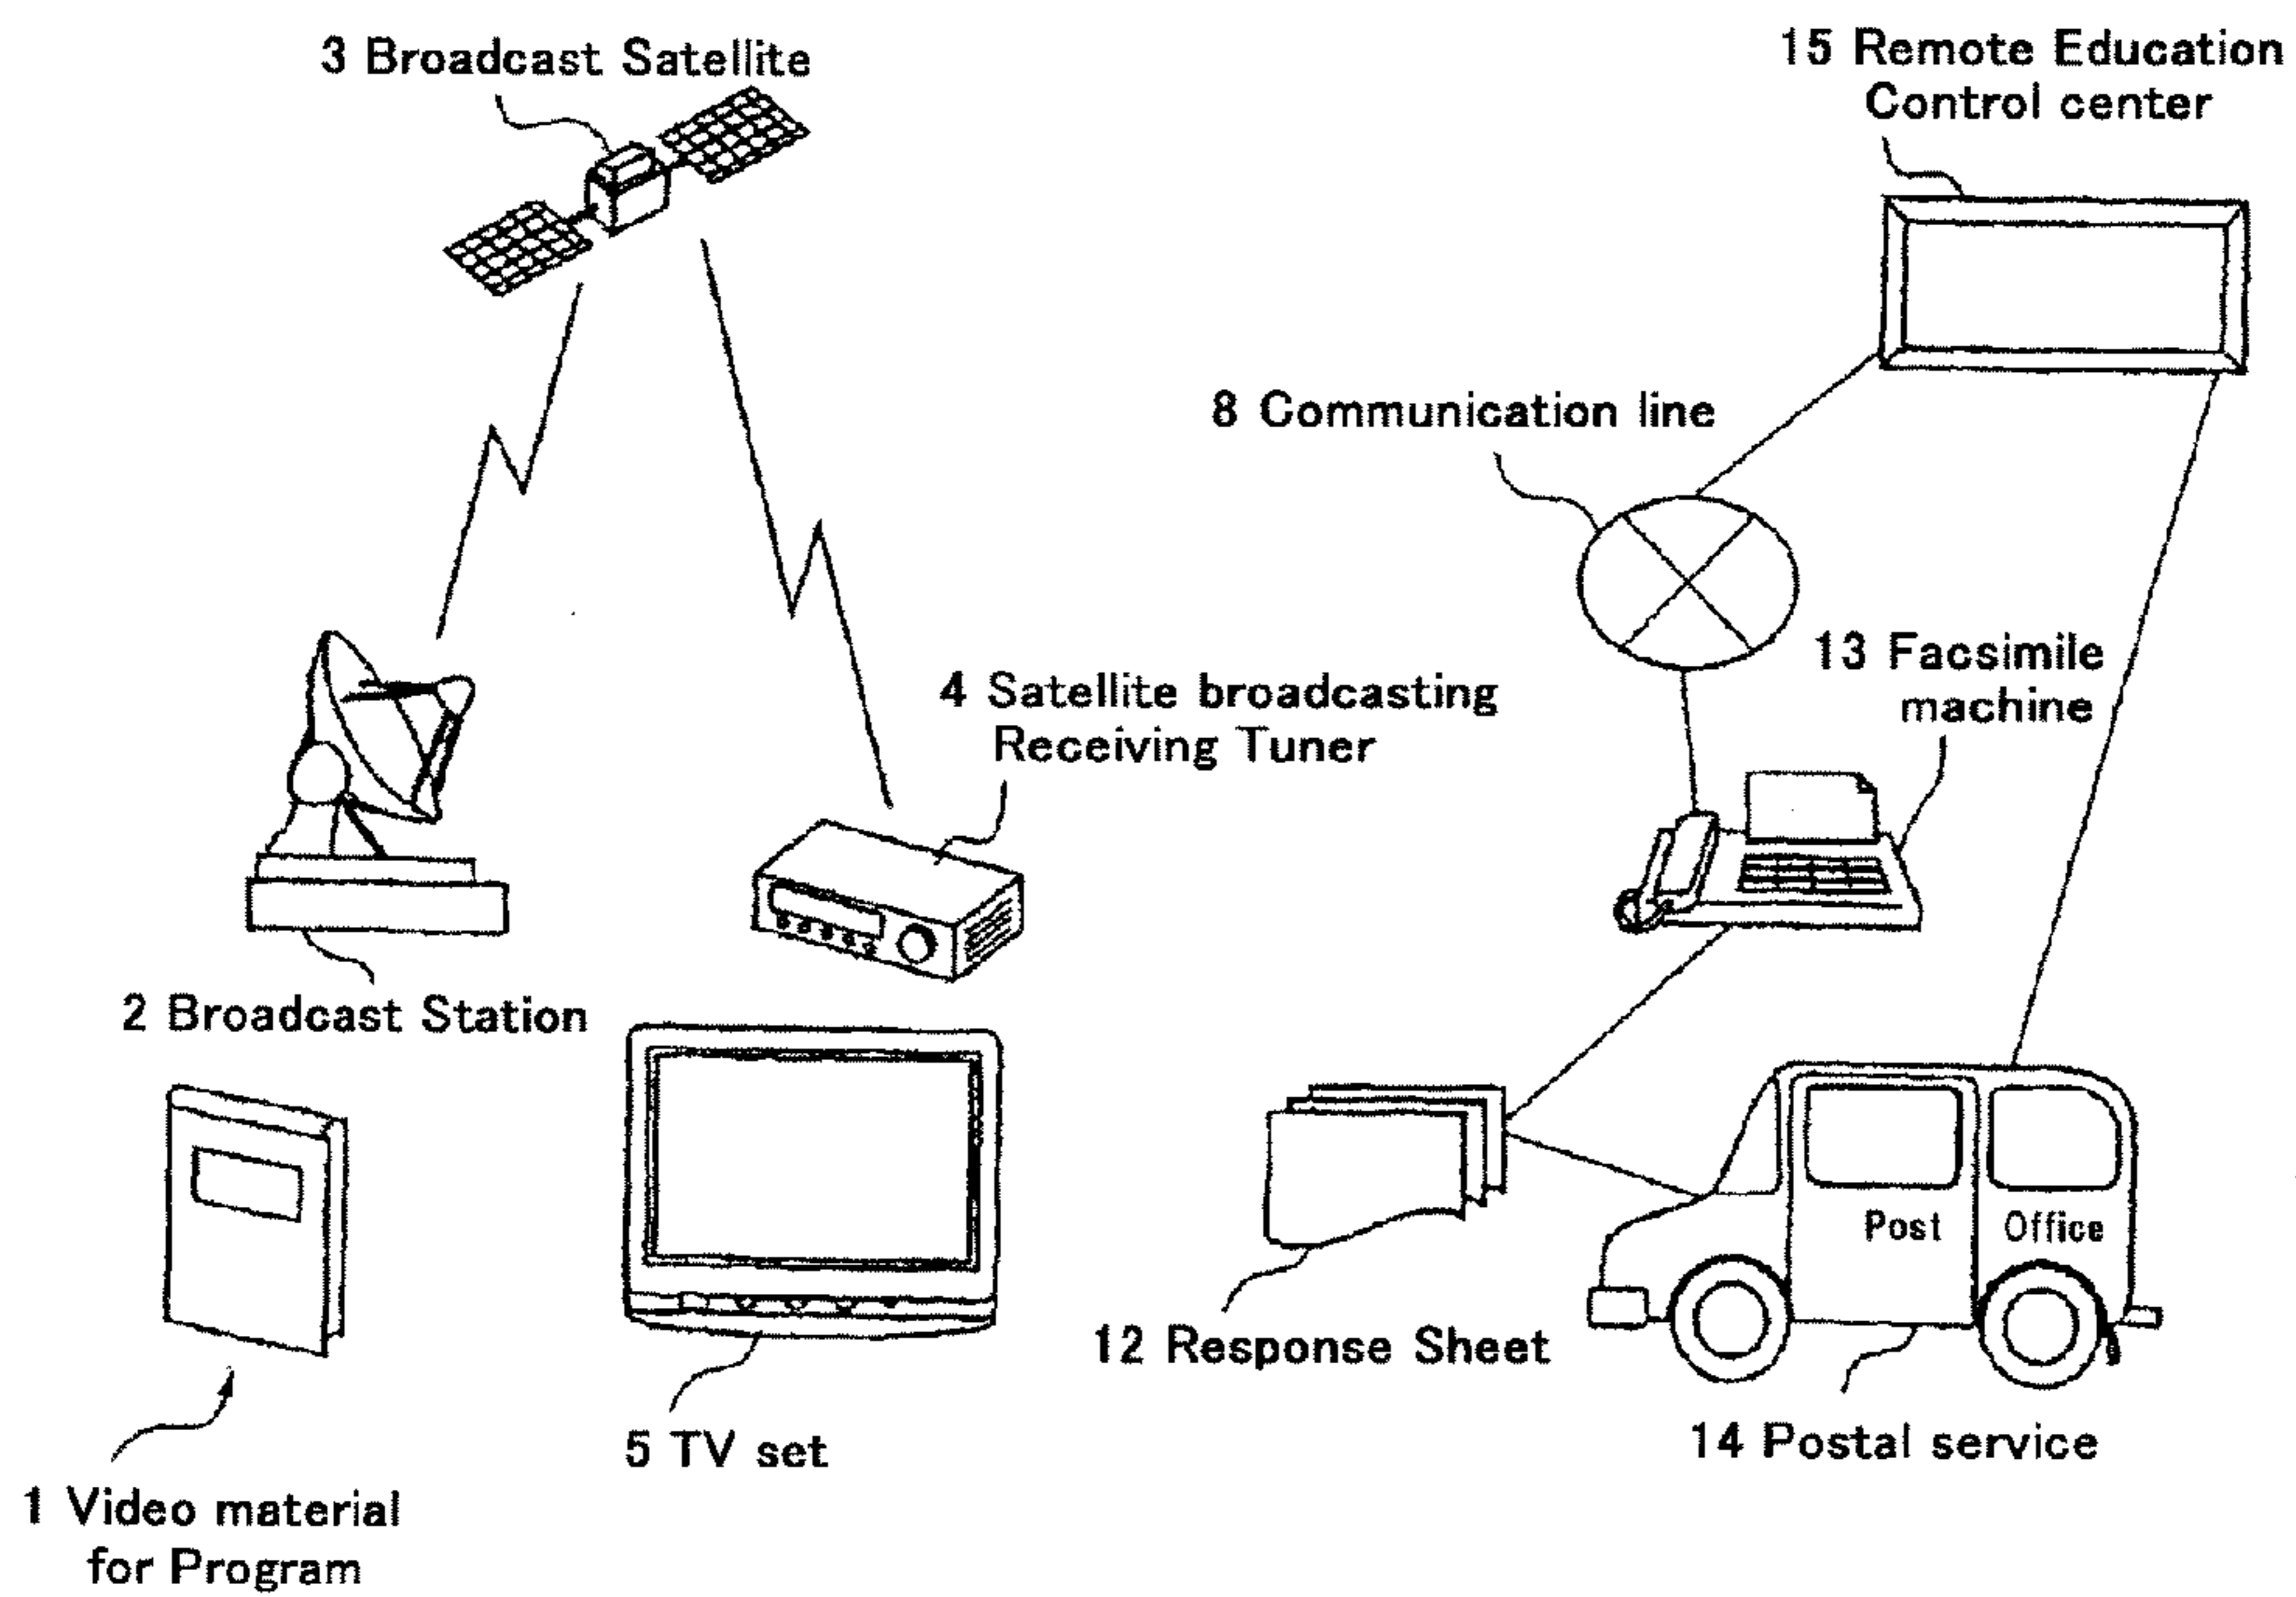 3 Broadcast Satellite
15 Remote Education
Control center
8 Communication line
13 Facsimile
machine
4 Satellite broadcasting
Receiving Tuner
2 Broadcast Station
Post Office
12 Response Sheet
14 Postal service
5 TV set
1 Video material
for Program